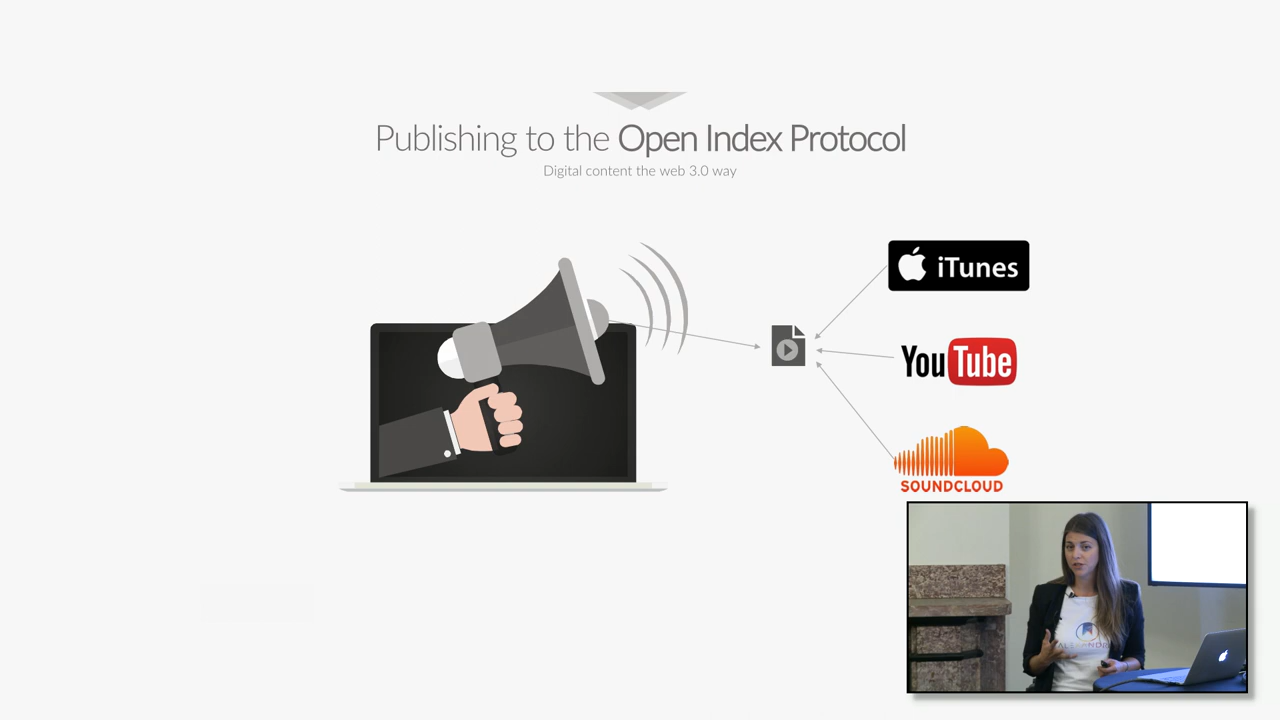 Publishing to the Open Index Protocol
Digital content the web 3.0 way
iTunes
YouTube
SOUNDCLOUD